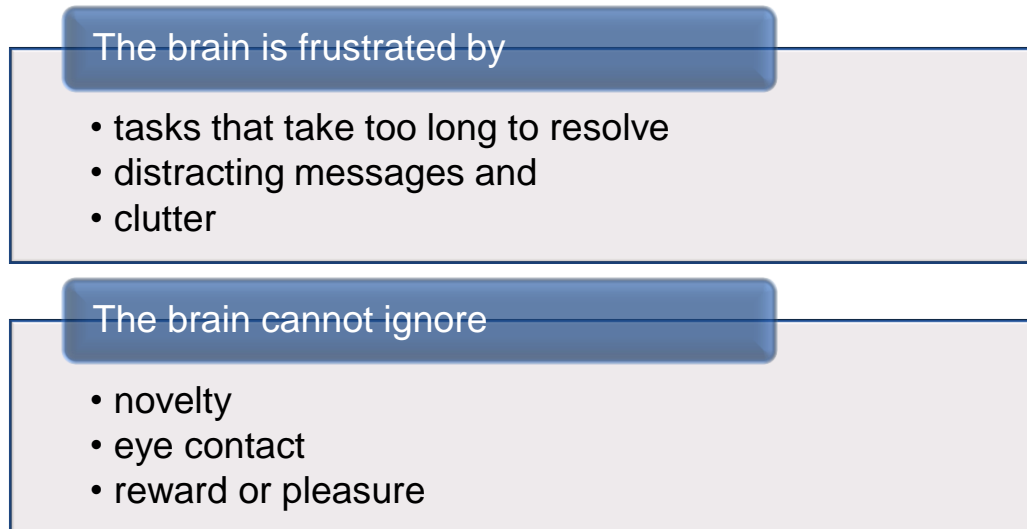 The brain is frustrated by
• tasks that take too long to resolve
• distracting messages and
• clutter
The brain cannot ignore
• novelty
• eye contact
• reward or pleasure